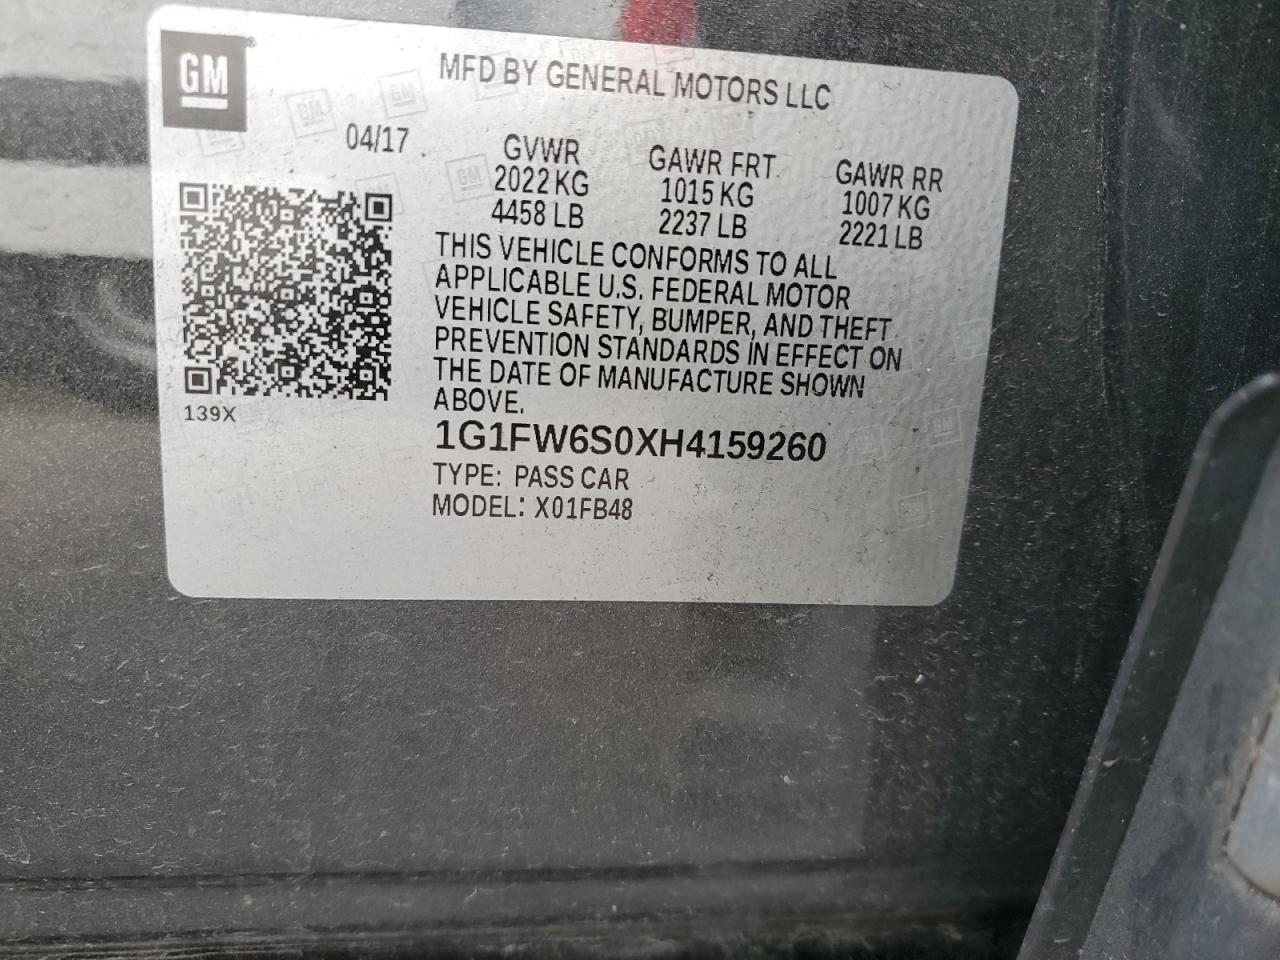 GM
MFD BY GENERAL MOTORS LLC
04/17
GVWR
2022 KG
4458 LB
GAWR FRT.
1015 KG
2237 LB
GAWR RR
1007 KG
2221 LB
THIS VEHICLE CONFORMS TO ALL
APPLICABLE U.S. FEDERAL MOTOR
VEHICLE SAFETY, BUMPER, AND THEFT
PREVENTION STANDARDS IN EFFECT ON
THE DATE OF MANUFACTURE SHOWN
ABOVE.
139X
1G1FW6S0XH4159260
TYPE: PASS CAR
MODEL: X01FB48